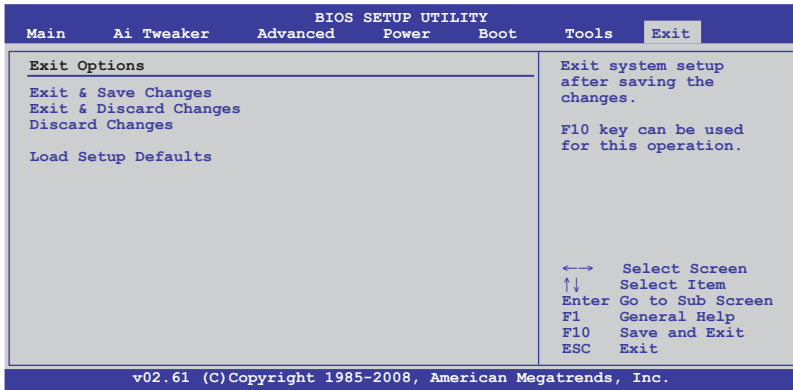 BIOS SETUP UTILITY
Main Ai Tweaker Advanced Power Boot Tools Exit
Exit Options
Exit & Save Changes
Exit & Discard Changes
Discard Changes
Load Setup Defaults
Exit system setup
after saving the
changes.
F10 key can be used
for this operation.
←→ Select Screen
↑↓ Select Item
Enter Go to Sub Screen
F1 General Help
F10 Save and Exit
ESC Exit
v02.61 (C)Copyright 1985-2008, American Megatrends, Inc.